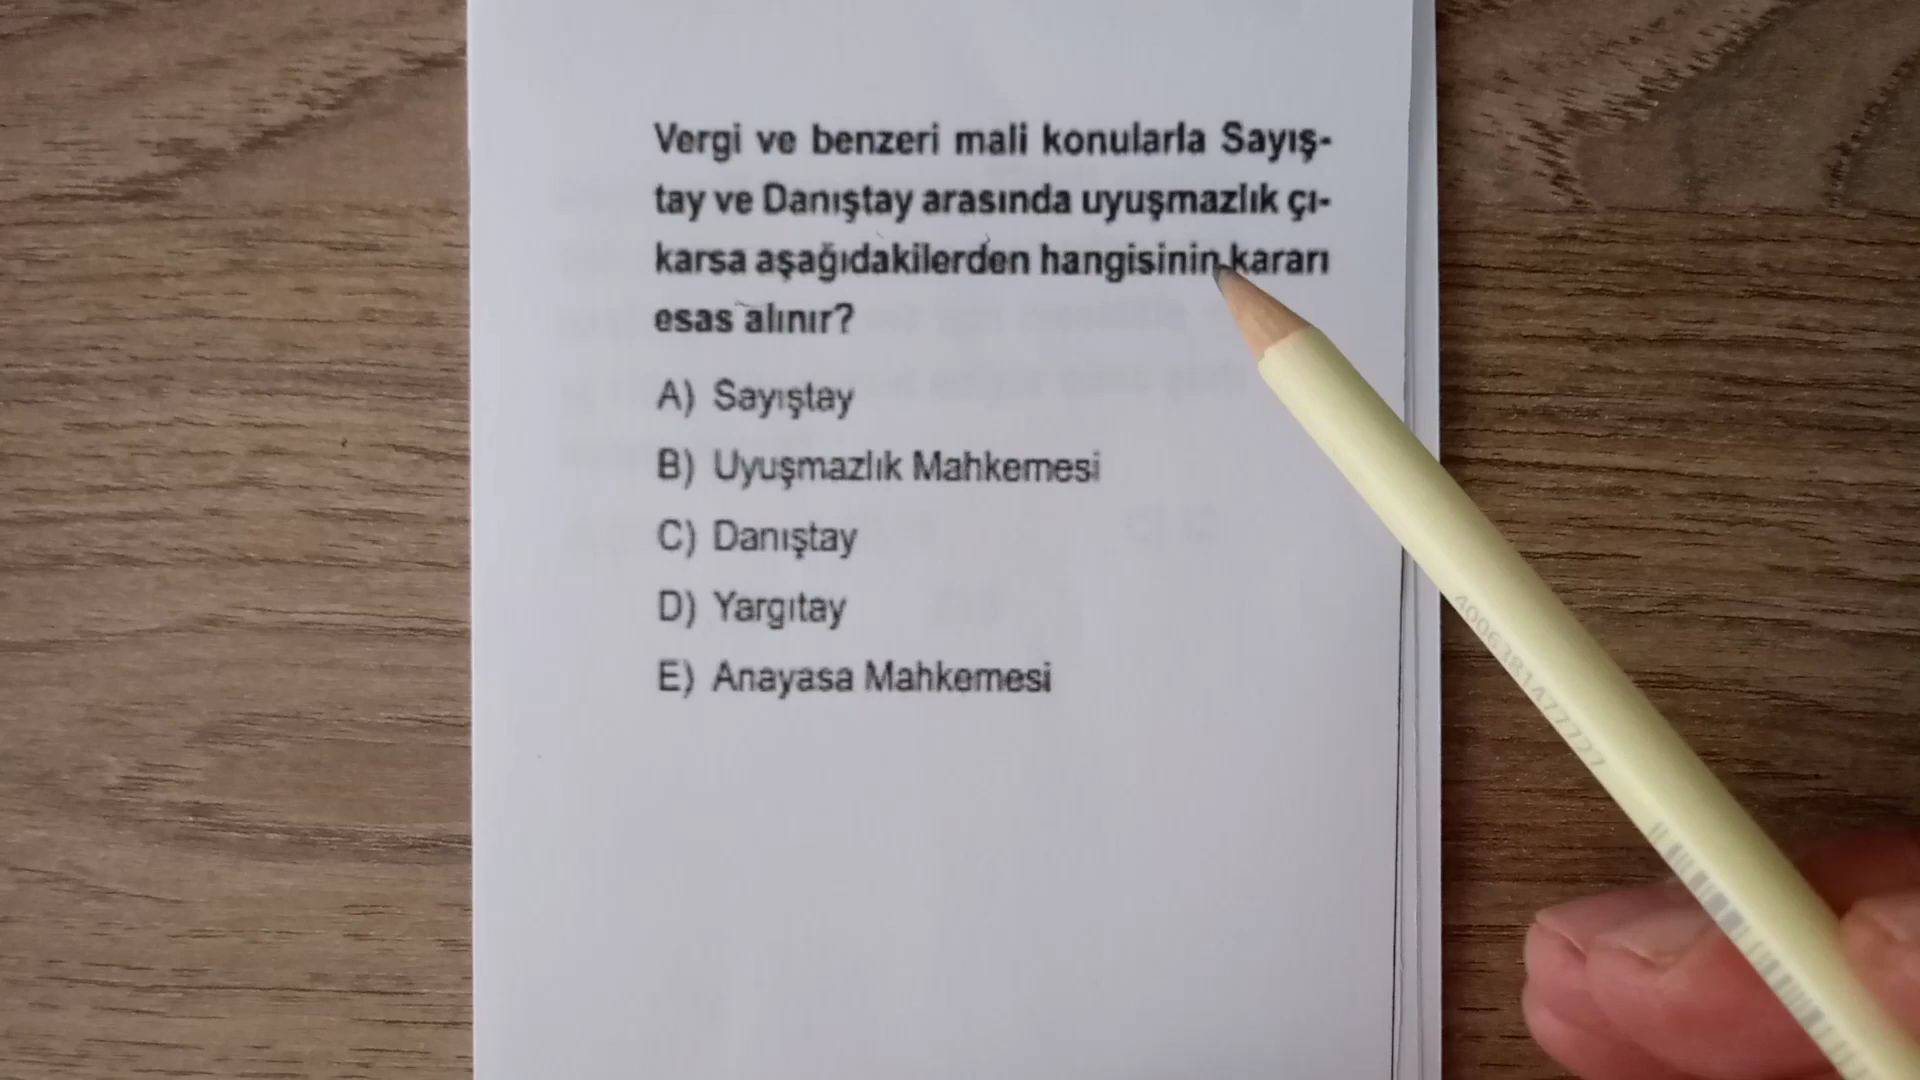 Vergi ve benzeri mali konularla Sayış-
tay ve Danıştay arasında uyuşmazlık çı-
karsa aşağıdakilerden hangisinin kararı
esas alınır?
A) Sayıştay
B) Uyuşmazlık Mahkemesi
C) Danıştay
D) Yargıtay
E) Anayasa Mahkemesi
4006381477727